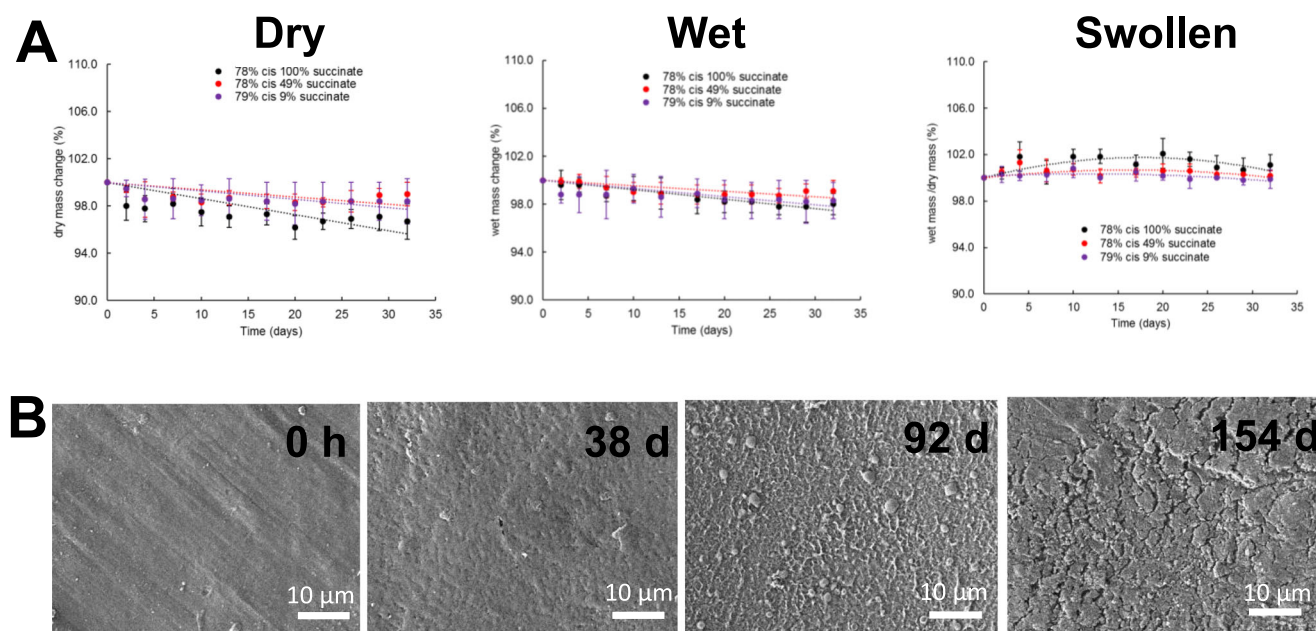 A
Dry
Wet
Swollen
110.0
106.0
102.0
98.0
94.0
90.0
dry mass change (%)
78% cis 100% succinate
78% cis 49% succinate
79% cis 9% succinate
0 5 10 15 20 25 30 35
Time (days)
110.0
106.0
102.0
98.0
94.0
90.0
wet mass change (%)
78% cis 100% succinate
78% cis 49% succinate
79% cis 9% succinate
0 5 10 15 20 25 30 35
Time (days)
110.0
106.0
102.0
98.0
94.0
90.0
wet mass /dry mass (%)
78% cis 100% succinate
78% cis 49% succinate
79% cis 9% succinate
0 5 10 15 20 25 30 35
Time (days)
B
0 h
10 µm
38 d
10 µm
92 d
10 µm
154 d
10 µm